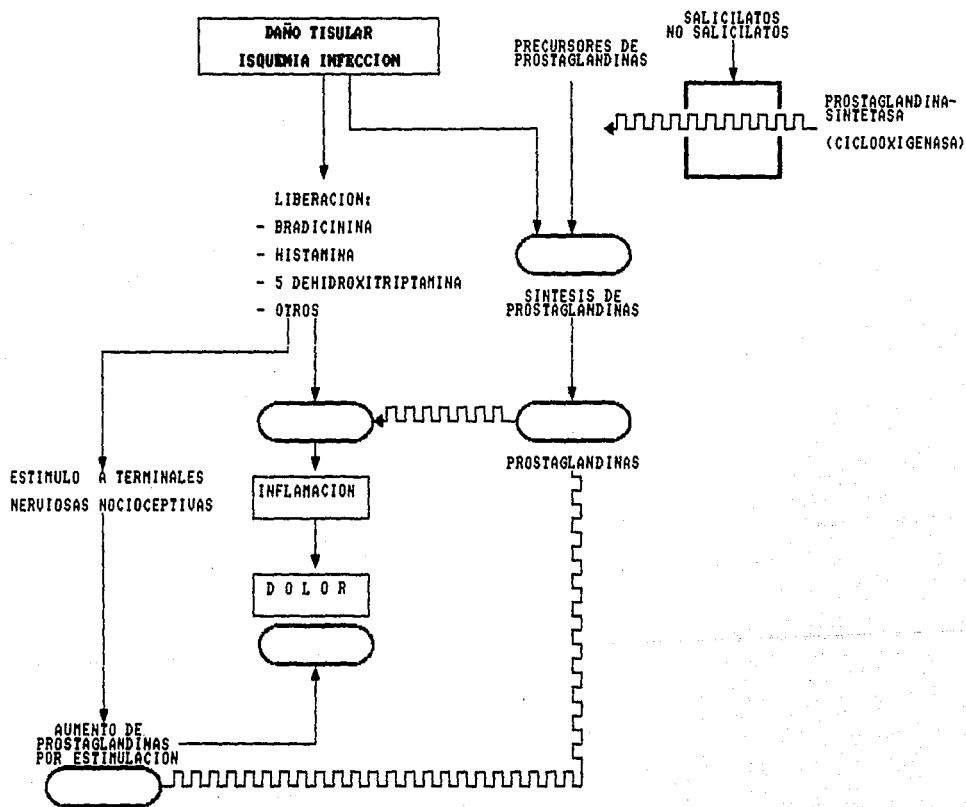 DAÑO TISULAR
ISQUEMIA INFECCION
PRECURSORES DE
PROSTAGLANDINAS
SALICILATOS
NO SALICILATOS
PROSTAGLANDINA-
SINTETASA
(CICLOOXIGENASA)
LIBERACION:
- BRADICININA
- HISTAMINA
- 5 DEHIDROXITRIPTAMINA
- OTROS
SINTESIS DE
PROSTAGLANDINAS
PROSTAGLANDINAS
ESTIMULO A TERMINALES
NERVIOSAS NOCIOCEPTIVAS
INFLAMACION
D O L O R
AUMENTO DE
PROSTAGLANDINAS
POR ESTIMULACION